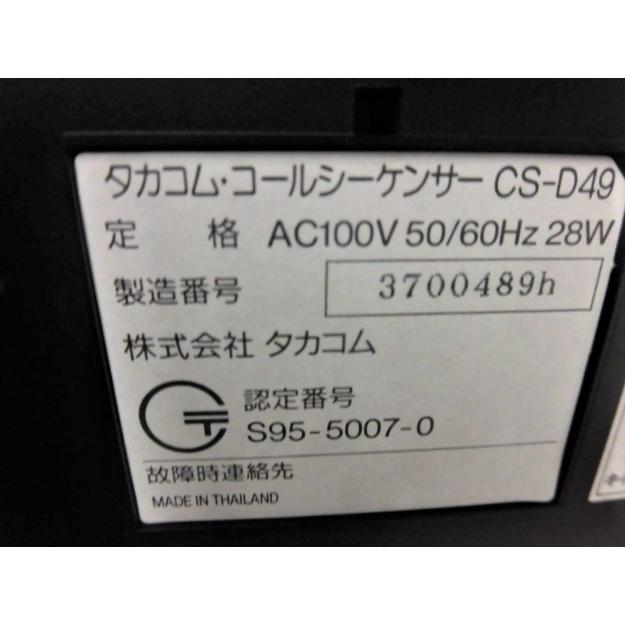 タカコム・コールシーケンサー CS-D49
定 格 AC100V 50/60Hz 28W
製造番号 3700489h
株式会社 タカコム
認定番号
S95-5007-0
故障時連絡先
MADE IN THAILAND